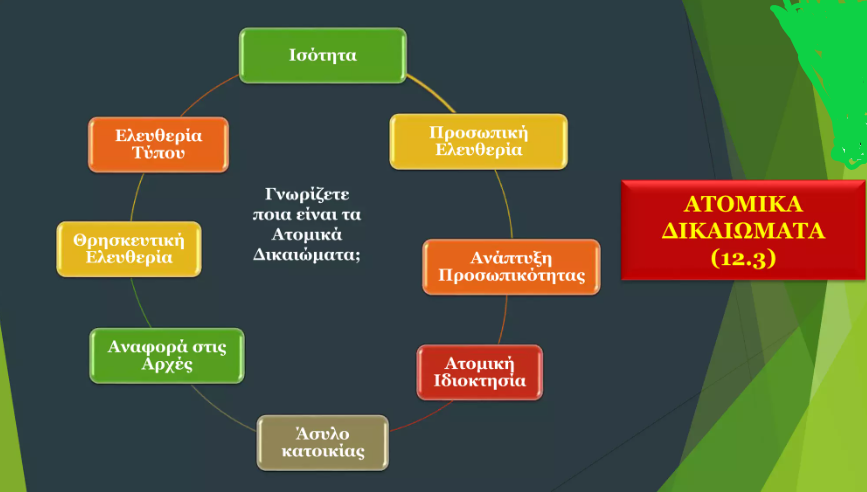 Ισότητα
Προσωπική
Ελευθερία
Ανάπτυξη
Προσωπικότητας
Ατομική
Ιδιοκτησία
Άσυλο
κατοικίας
Αναφορά στις
Αρχές
Θρησκευτική
Ελευθερία
Ελευθερία
Τύπου
Γνωρίζετε
ποια είναι τα
Ατομικά
Δικαιώματα;
ΑΤΟΜΙΚΑ
ΔΙΚΑΙΩΜΑΤΑ
(12.3)